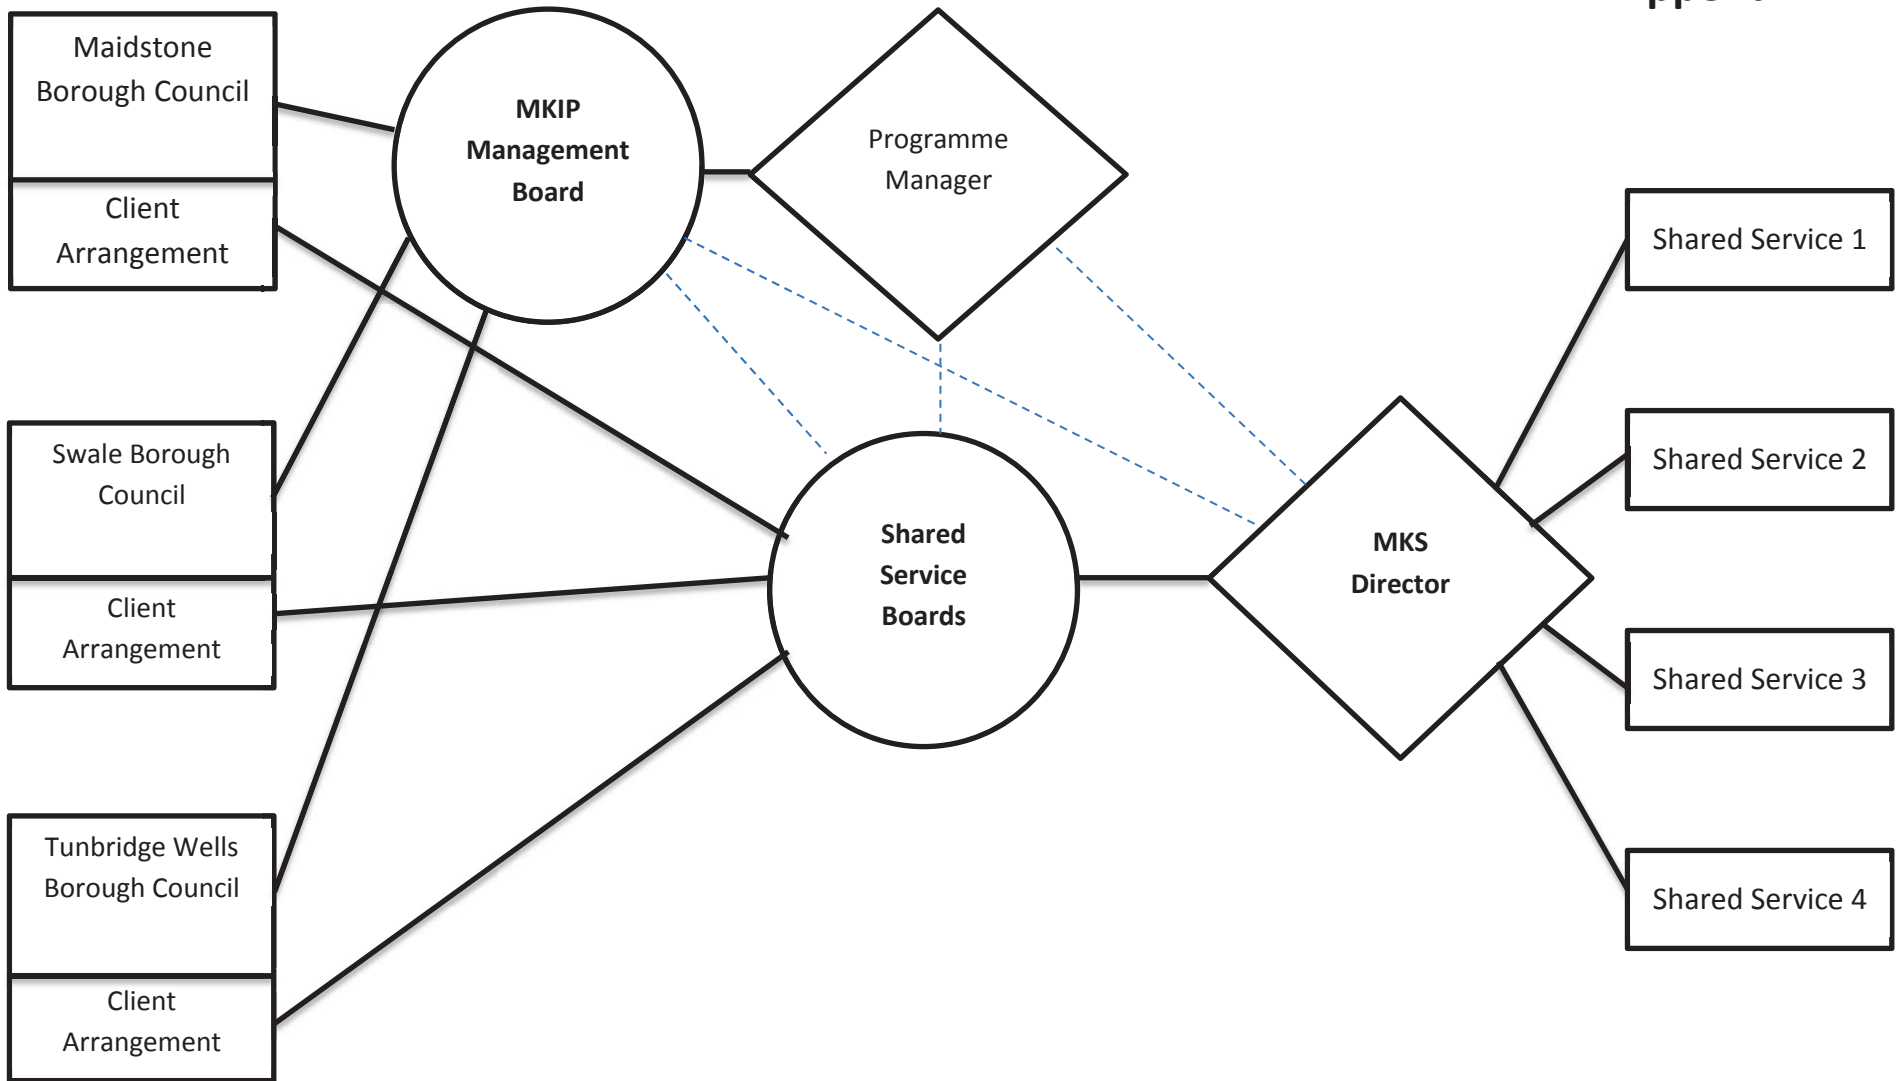 Maidstone
Borough Council
Client
Arrangement
MKIP
Management
Board
Programme
Manager
Swale Borough
Council
Client
Arrangement
Tunbridge Wells
Borough Council
Client
Arrangement
Shared
Service
Boards
MKS
Director
Shared Service 1
Shared Service 2
Shared Service 3
Shared Service 4